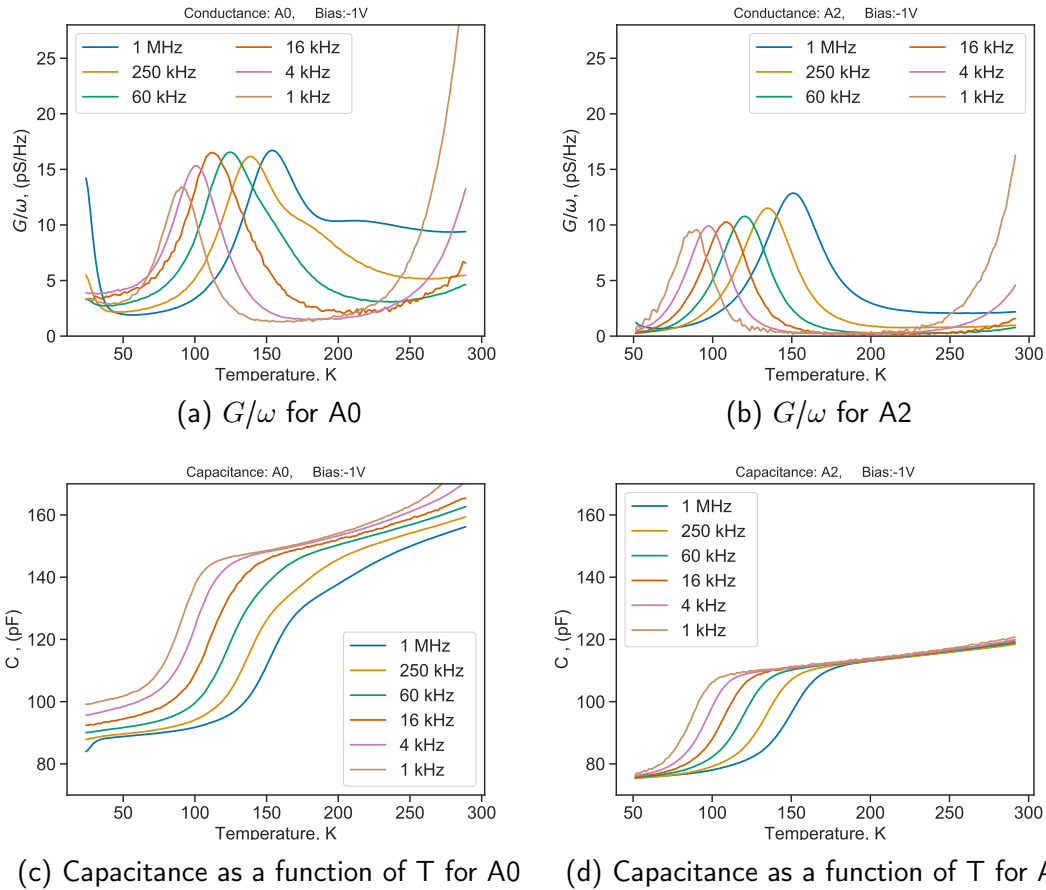 Conductance: A0, Bias:-1V
1 MHz
250 kHz
60 kHz
16 kHz
4 kHz
1 kHz
G/ω, (pS/Hz)
25
20
15
10
5
0
50 100 150 200 250 300
Temperature, K
(a) G/ω for A0
Conductance: A2, Bias:-1V
1 MHz
250 kHz
60 kHz
16 kHz
4 kHz
1 kHz
G/ω, (pS/Hz)
25
20
15
10
5
0
50 100 150 200 250 300
Temperature, K
(b) G/ω for A2
Capacitance: A0, Bias:-1V
C , (pF)
160
140
120
100
80
1 MHz
250 kHz
60 kHz
16 kHz
4 kHz
1 kHz
50 100 150 200 250 300
Temperature, K
(c) Capacitance as a function of T for A0
Capacitance: A2, Bias:-1V
1 MHz
250 kHz
60 kHz
16 kHz
4 kHz
1 kHz
C , (pF)
160
140
120
100
80
50 100 150 200 250 300
Temperature, K
(d) Capacitance as a function of T for A